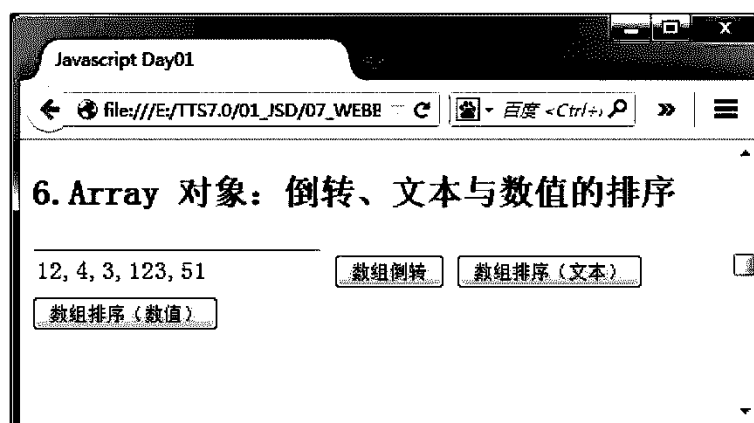 Javascript Day01
file:///E:/TTS7.0/01_JSD/07_WEBB
百度 <Ctrl+
6.Array 对象：倒转、文本与数值的排序
12,4,3,123,51 数组倒转 数组排序（文本）
数组排序（数值）